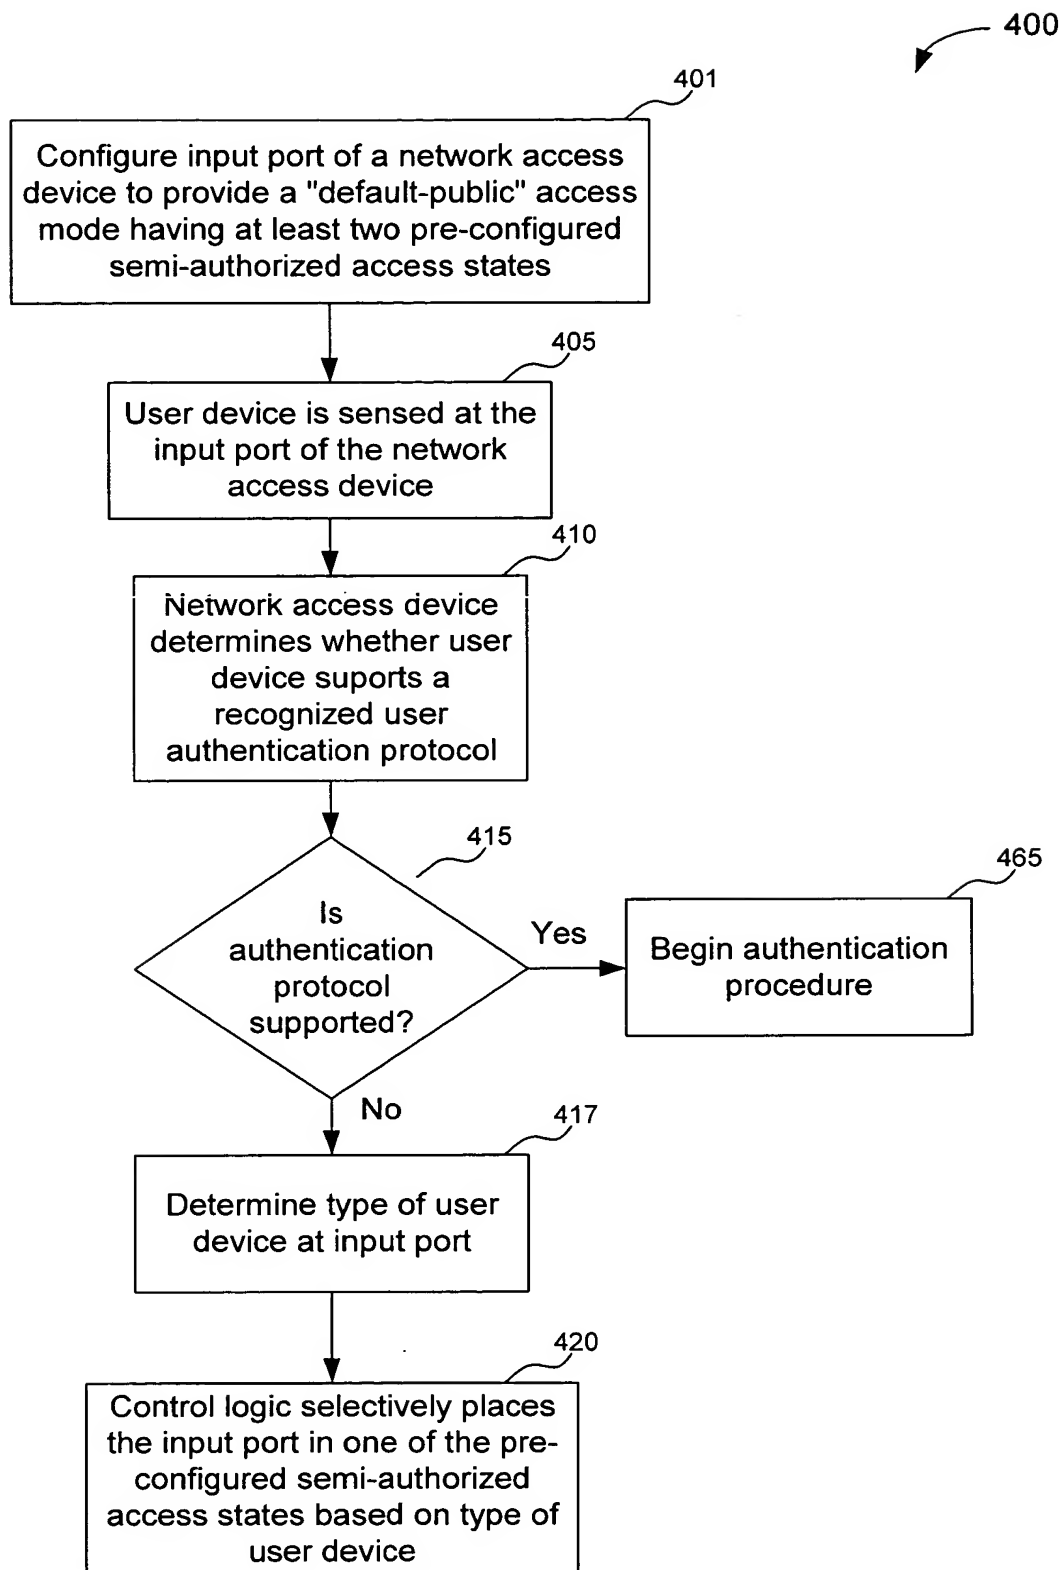 400
401
Configure input port of a network access
device to provide a "default-public" access
mode having at least two pre-configured
semi-authorized access states
405
User device is sensed at the
input port of the network
access device
410
Network access device
determines whether user
device suports a
recognized user
authentication protocol
415
Is
authentication
protocol
supported?
Yes
465
Begin authentication
procedure
No
417
Determine type of user
device at input port
420
Control logic selectively places
the input port in one of the pre-
configured semi-authorized
access states based on type of
user device